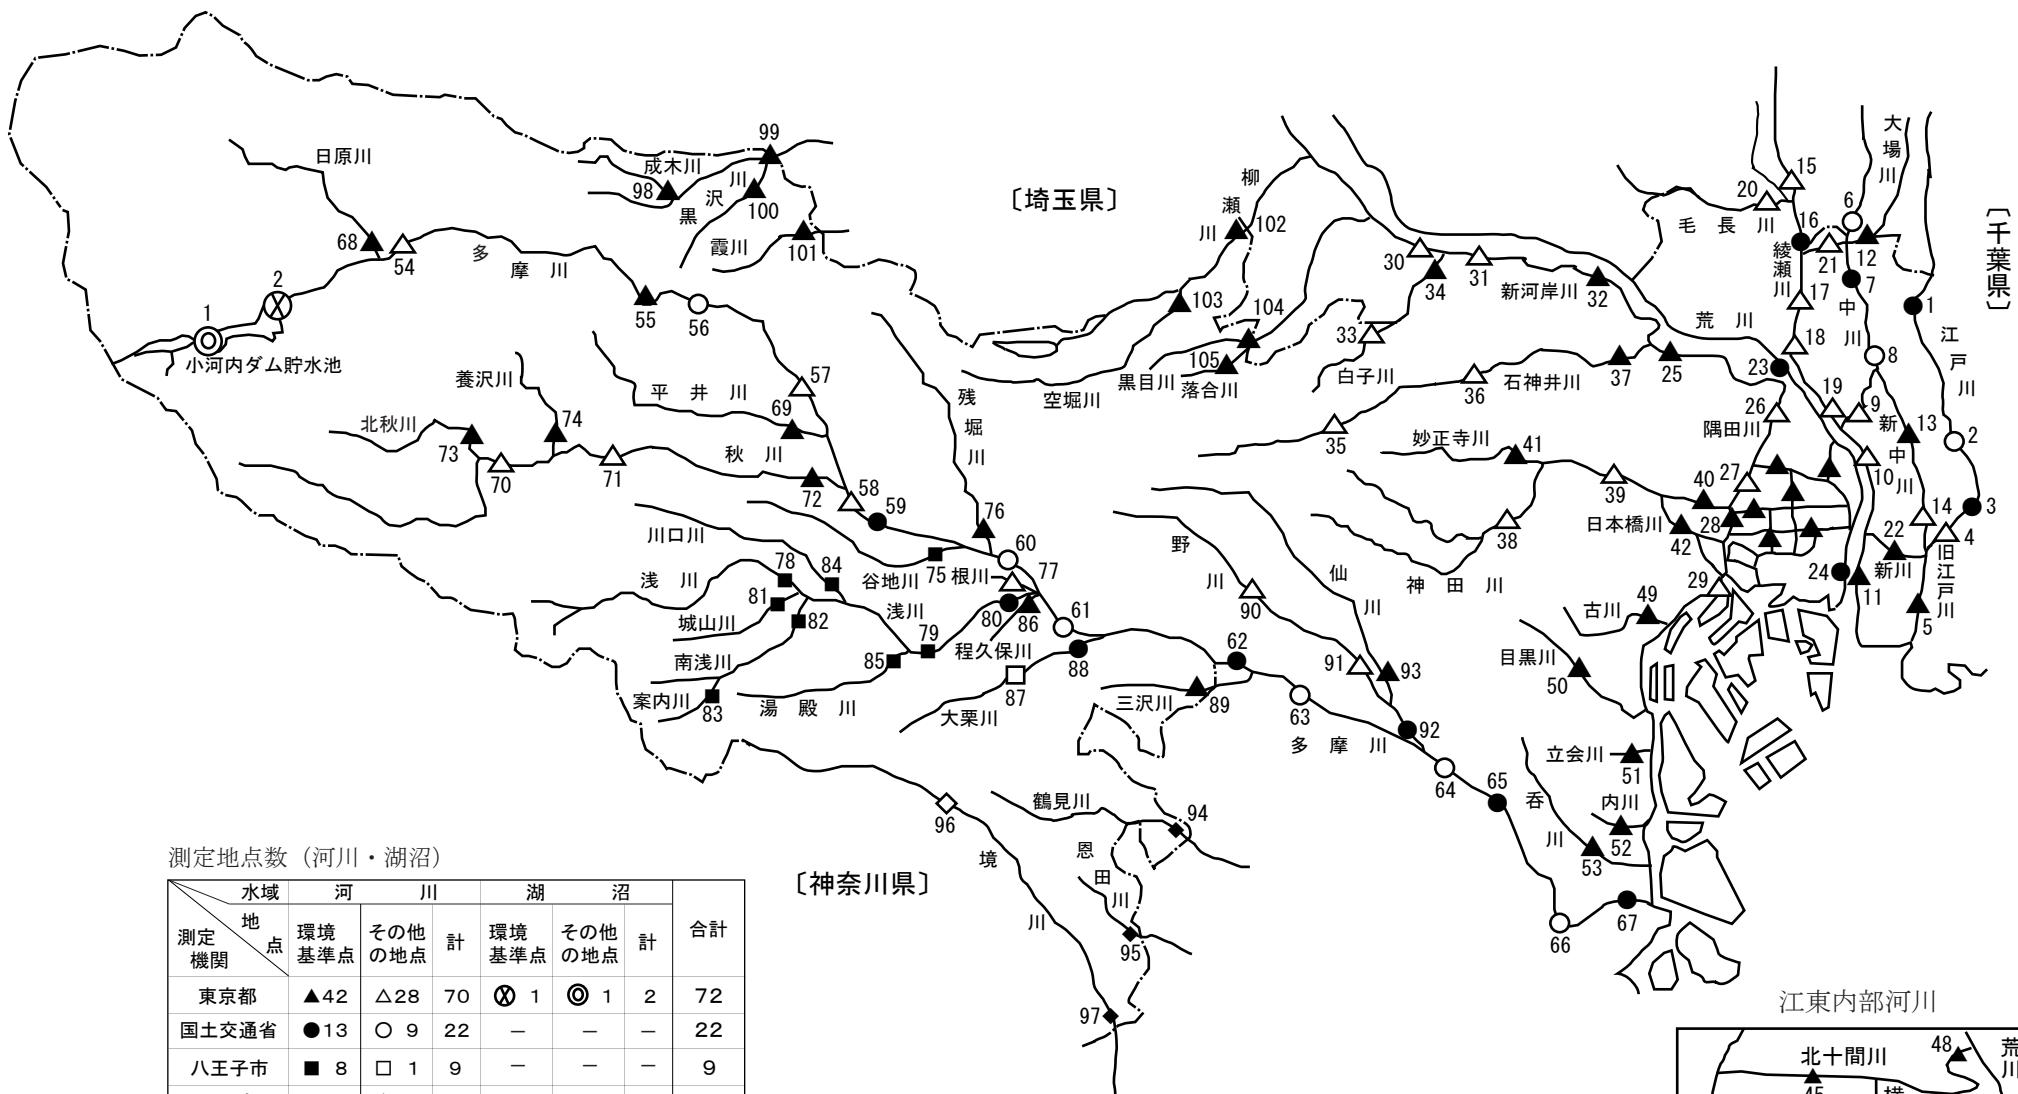 99
日原川
成木川
98
黒沢川
100
68
54
多摩川
霞川
101
〔埼玉県〕
柳瀬川
102
103
104
105
黒目川
落合川
空堀川
2
1
小河内ダム貯水池
55
56
57
養沢川
平井川
69
残堀川
北秋川
74
73
70
71
秋川
72
58
59
76
川口川
78
84
谷地川
75
根川
60
77
浅川
81
城山川
82
浅川
79
80
86
61
南浅川
85
程久保川
88
案内川
83
湯殿川
87
大栗川
三沢川
89
62
63
多摩川
野川
90
仙川
91
93
92
64
65
66
67
30
31
34
新河岸川
32
33
白子川
36
石神井川
37
25
35
荒川
妙正寺川
41
39
40
38
神田川
日本橋川
42
28
27
26
隅田川
23
20
毛長川
15
16
綾瀬川
17
18
19
21
6
12
大場川
7
中川
8
9
新中川
10
13
14
1
江戸川
2
3
4
22
新川
旧江戸川
5
24
11
29
〔千葉県〕
古川
49
目黒川
50
立会川
51
内川
52
呑川
53
96
境川
97
鶴見川
94
恩田川
95
〔神奈川県〕
測定地点数（河川・湖沼）
水域 河川 湖沼 合計
地点
測定機関
環境基準点 その他の地点 計 環境基準点 その他の地点 計
東京都 ▲42 △28 70 ⊗ 1 ◎ 1 2 72
国土交通省 ●13 ○ 9 22 － － － 22
八王子市 ■ 8 □ 1 9 － － － 9
江東内部河川
北十間川
48
荒川
45
横